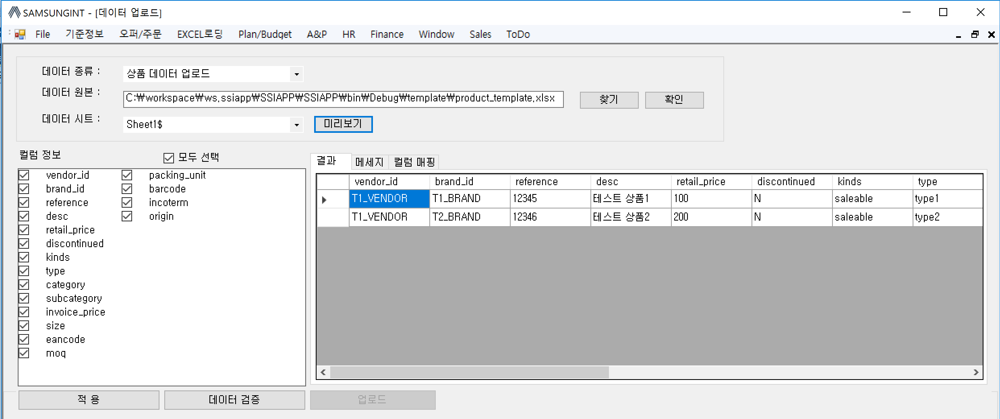 SAMSUNGINT - [데이터 업로드]
File 기준정보 오퍼/주문 EXCEL로딩 Plan/Budget A&P HR Finance Window Sales ToDo
데이터 종류 : 상품 데이터 업로드
데이터 원본 : C:₩workspace₩ws.ssiapp₩SSIAPP₩SSIAPP₩bin₩Debug₩template₩product_template.xlsx 찾기 확인
데이터 시트 : Sheet1$ 미리보기
컬럼 정보 모두 선택
vendor_id packing_unit
brand_id barcode
reference incoterm
desc origin
retail_price
discontinued
kinds
type
category
subcategory
invoice_price
size
eancode
moq
결과 메세지 컬럼 매핑
vendor_id brand_id reference desc retail_price discontinued kinds type
T1_VENDOR T1_BRAND 12345 테스트 상품1 100 N saleable type1
T1_VENDOR T2_BRAND 12346 테스트 상품2 200 N saleable type2
적 용 데이터 검증 업로드